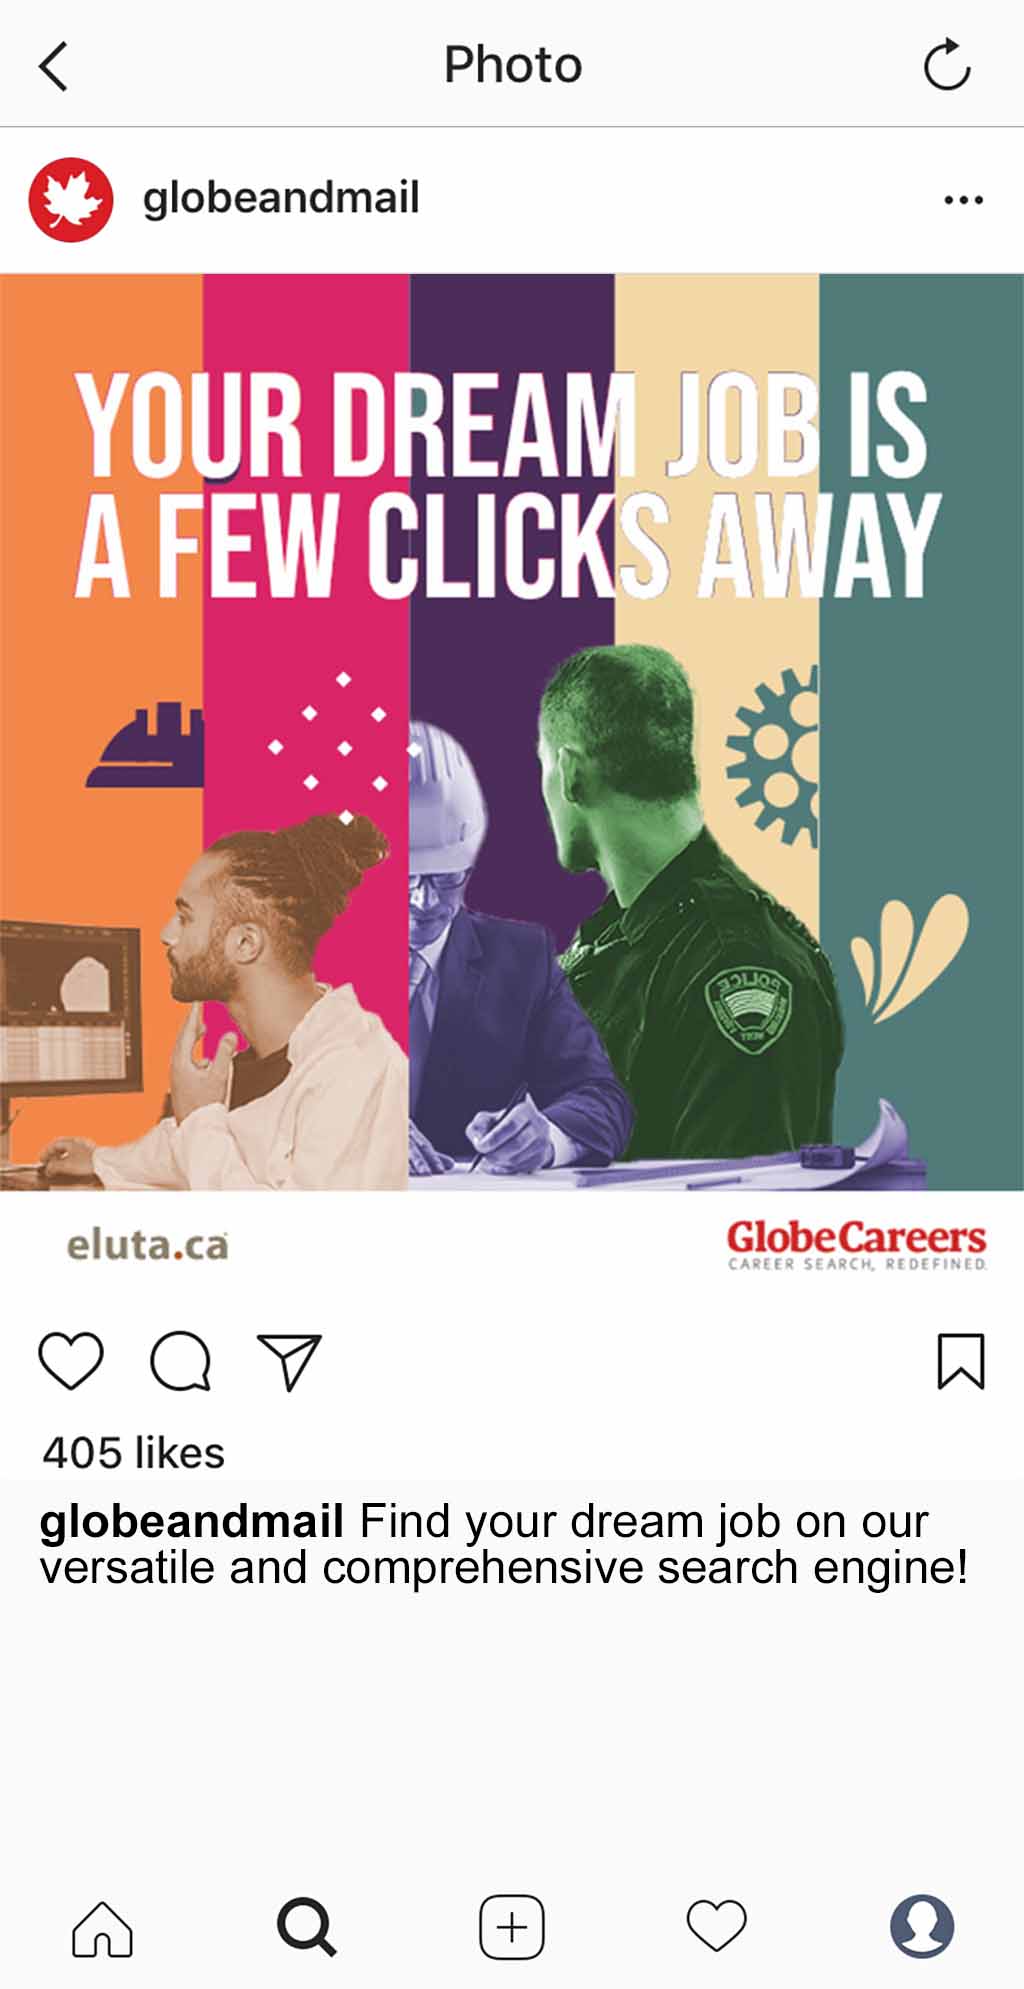 Photo
globeandmail
YOUR DREAM JOB IS
A FEW CLICKS AWAY
POLICE
eluta.ca
GlobeCareers
CAREER SEARCH, REDEFINED.
405 likes
globeandmail Find your dream job on our
versatile and comprehensive search engine!